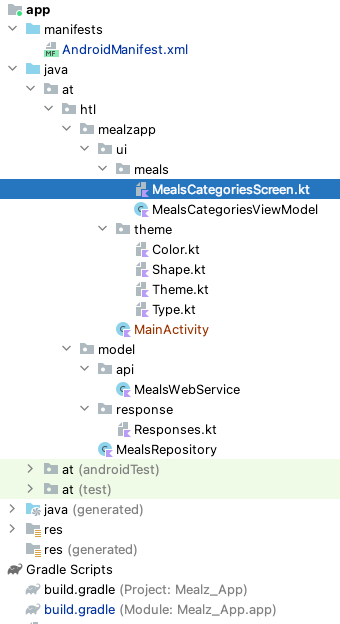 app
manifests
MF AndroidManifest.xml
java
at
htl
mealzapp
ui
meals
MealsCategoriesScreen.kt
MealsCategoriesViewModel
theme
Color.kt
Shape.kt
Theme.kt
Type.kt
MainActivity
model
api
MealsWebService
response
Responses.kt
MealsRepository
at (androidTest)
at (test)
java (generated)
res
res (generated)
Gradle Scripts
build.gradle (Project: Mealz_App)
build.gradle (Module: Mealz_App.app)